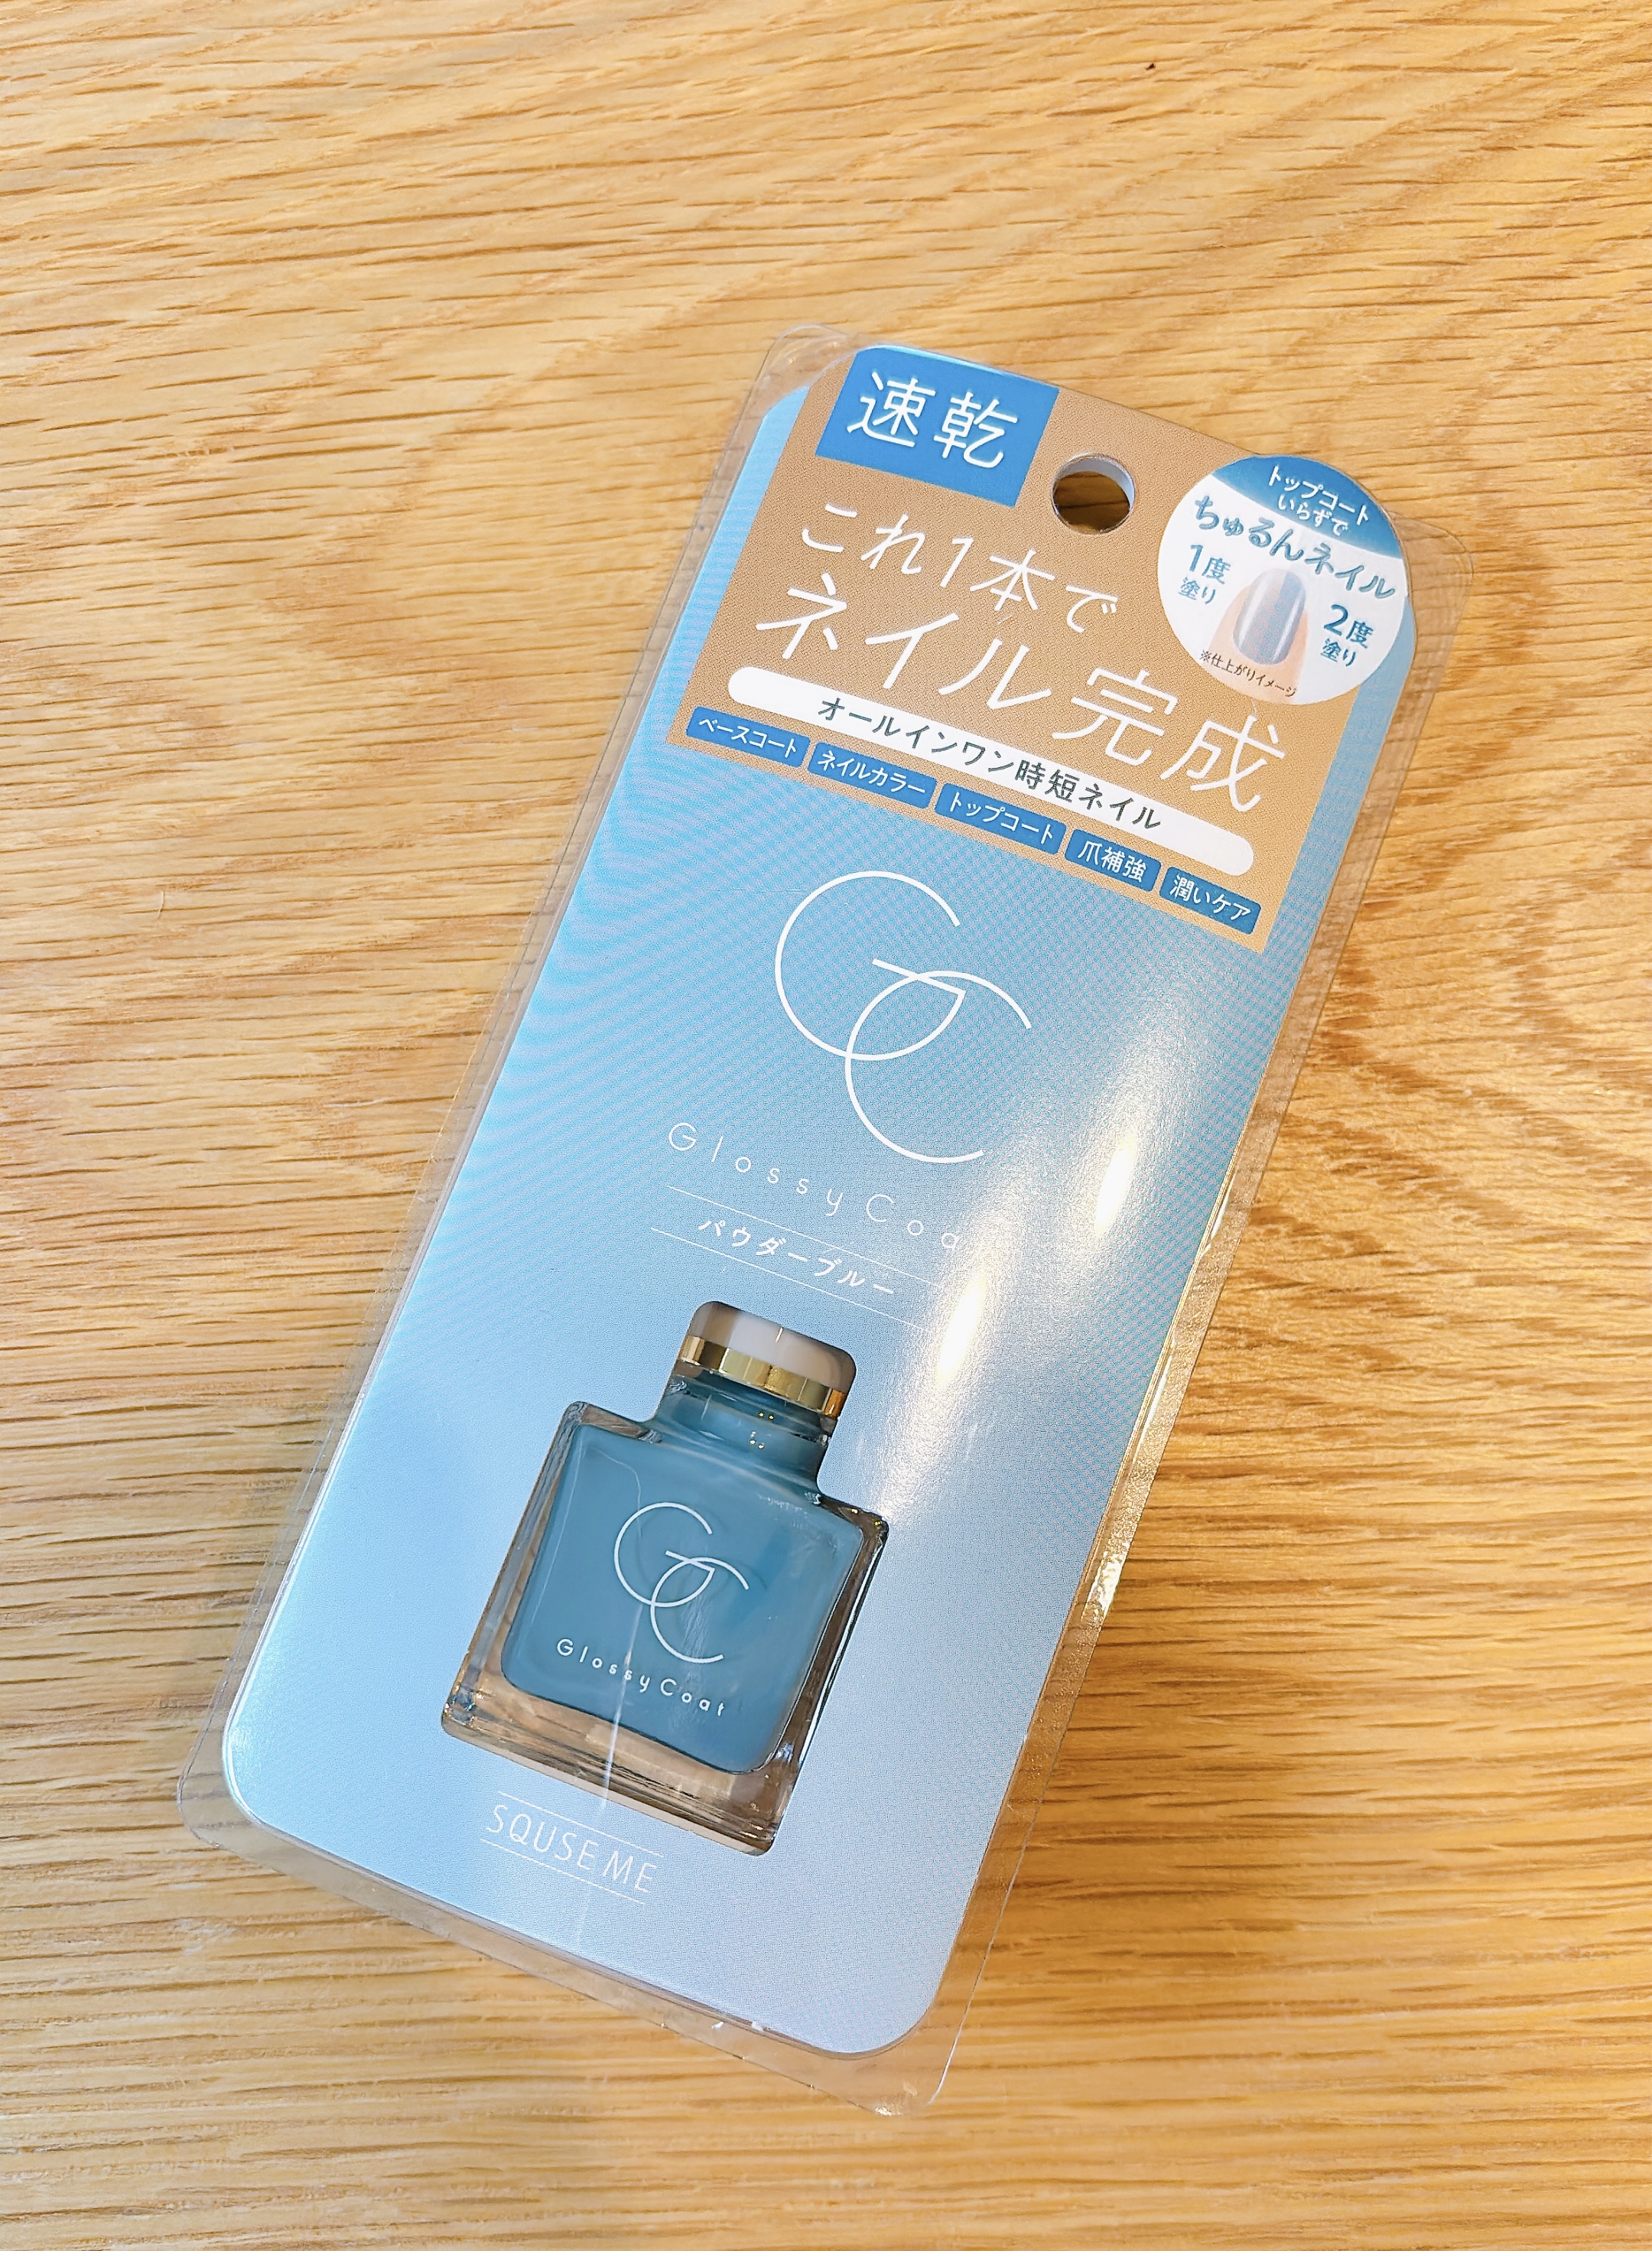 速乾
トップコート
いらずで
ちゅるんネイル
1度
塗り
2度
塗り
※仕上がりイメージ
これ1本で
ネイル完成
オールインワン時短ネイル
ベースコート ネイルカラー トップコート 爪補強 潤いケア
GC
Glossy Coa
パウダーブルー
GC
Glossy Coat
SQUSE ME